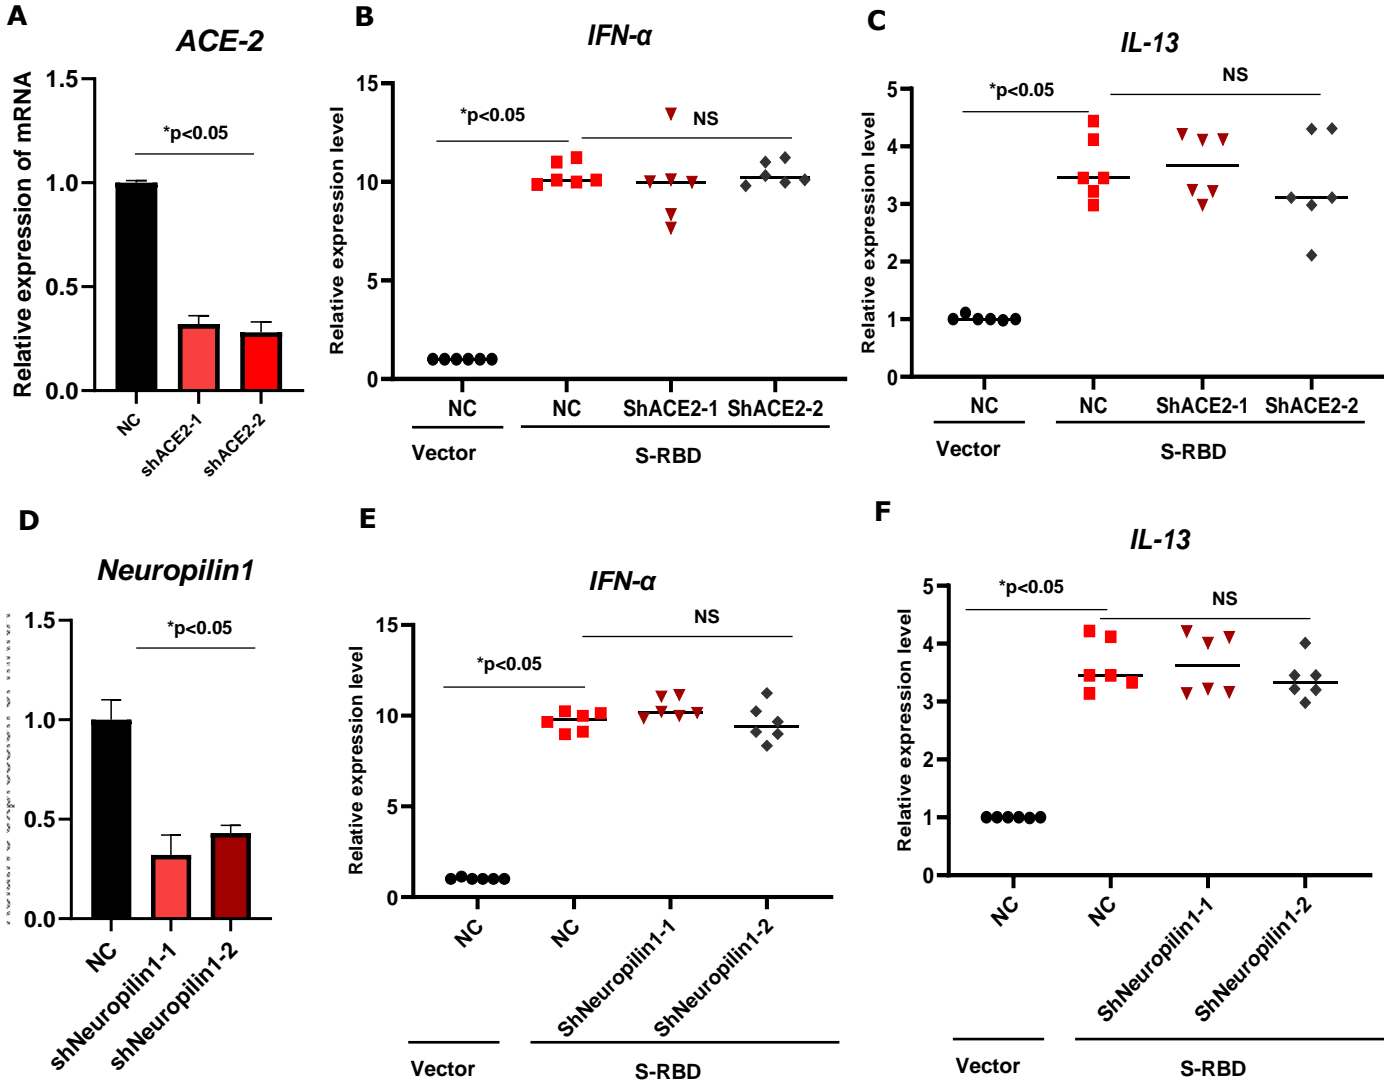 A
ACE-2
Relative expression of mRNA
1.5
1.0
0.5
0.0
*p<0.05
NC
shACE2-1
shACE2-2
B
IFN-α
Relative expression level
15
10
5
0
*p<0.05
NS
NC
NC
ShACE2-1
ShACE2-2
Vector
S-RBD
C
IL-13
Relative expression level
5
4
3
2
1
0
*p<0.05
NS
NC
NC
ShACE2-1
ShACE2-2
Vector
S-RBD
D
Neuropilin1
1.5
1.0
0.5
0.0
*p<0.05
NC
shNeuropilin1-1
shNeuropilin1-2
E
IFN-α
Relative expression level
15
10
5
0
*p<0.05
NS
NC
NC
ShNeuropilin1-1
ShNeuropilin1-2
Vector
S-RBD
F
IL-13
Relative expression level
5
4
3
2
1
0
*p<0.05
NS
NC
NC
ShNeuropilin1-1
ShNeuropilin1-2
Vector
S-RBD